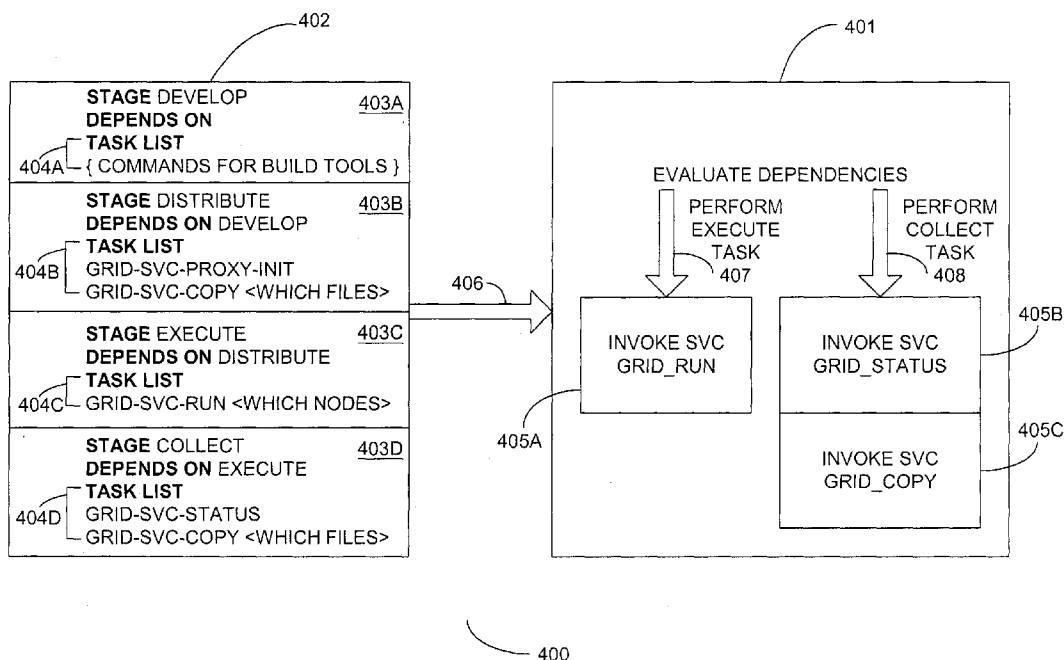 402
401
STAGE DEVELOP 403A
DEPENDS ON
TASK LIST
404A { COMMANDS FOR BUILD TOOLS }
STAGE DISTRIBUTE 403B
DEPENDS ON DEVELOP
TASK LIST
404B GRID-SVC-PROXY-INIT
GRID-SVC-COPY <WHICH FILES>
STAGE EXECUTE 403C
DEPENDS ON DISTRIBUTE
TASK LIST
404C GRID-SVC-RUN <WHICH NODES>
STAGE COLLECT 403D
DEPENDS ON EXECUTE
TASK LIST
404D GRID-SVC-STATUS
GRID-SVC-COPY <WHICH FILES>
406
EVALUATE DEPENDENCIES
PERFORM
EXECUTE
TASK
407
PERFORM
COLLECT
TASK
408
INVOKE SVC
GRID_RUN
405A
INVOKE SVC
GRID_STATUS
405B
INVOKE SVC
GRID_COPY
405C
400